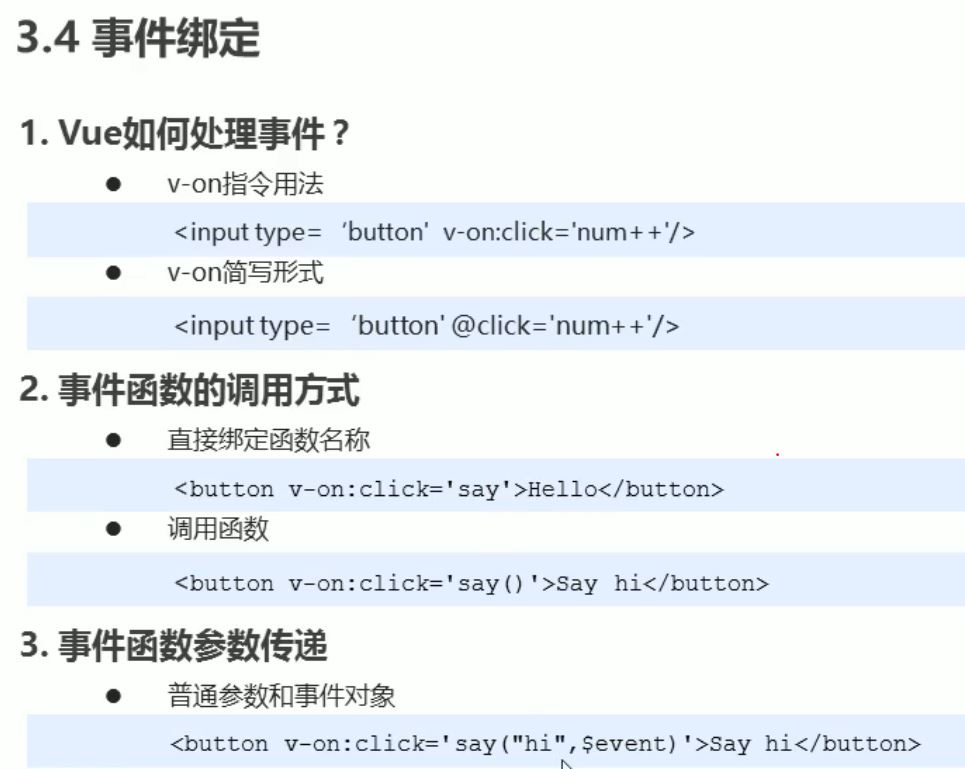 3.4 事件绑定
1. Vue如何处理事件？
● v-on指令用法
<input type= ‘button' v-on:click='num++'/>
● v-on简写形式
<input type= ‘button' @click='num++'/>
2. 事件函数的调用方式
● 直接绑定函数名称
<button v-on:click='say'>Hello</button>
● 调用函数
<button v-on:click='say()'>Say hi</button>
3. 事件函数参数传递
● 普通参数和事件对象
<button v-on:click='say("hi",$event)'>Say hi</button>